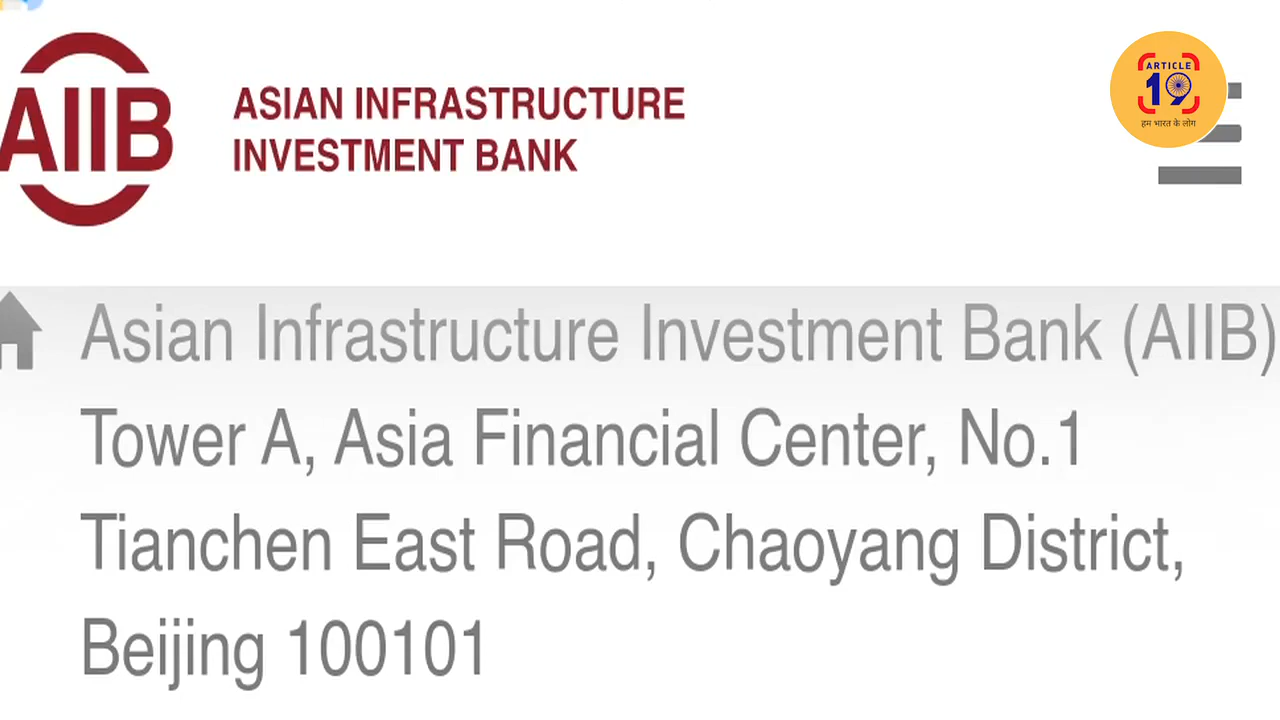 AIIB
ASIAN INFRASTRUCTURE
INVESTMENT BANK
ARTICLE
19
हम भारत के लोग
Asian Infrastructure Investment Bank (AIIB)
Tower A, Asia Financial Center, No.1
Tianchen East Road, Chaoyang District,
Beijing 100101